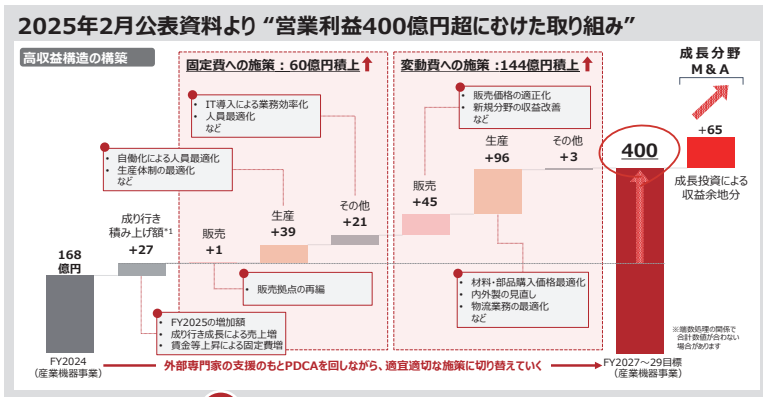 2025年2月公表資料より “営業利益400億円超にむけた取り組み”
高収益構造の構築
固定費への施策：60億円積上
変動費への施策：144億円積上
成長分野
M&A
・ IT導入による業務効率化
・ 人員最適化
など
・ 販売価格の適正化
・ 新規分野の収益改善
など
・ 自働化による人員最適化
・ 生産体制の最適化
など
168
億円
成り行き
積み上げ額*1
+27
販売
+1
生産
+39
その他
+21
販売
+45
生産
+96
その他
+3
400
+65
成長投資による
収益余地分
・ 販売拠点の再編
・ 材料・部品購入価格最適化
・ 内外製の見直し
・ 物流業務の最適化
など
・ FY2025の増加額
・ 成り行き成長による売上増
・ 賃金等上昇による固定費増
※端数処理の関係で
合計数値が合わない
場合があります
FY2024
（産業機器事業）
外部専門家の支援のもとPDCAを回しながら、適宜適切な施策に切り替えていく
FY2027～29目標
（産業機器事業）